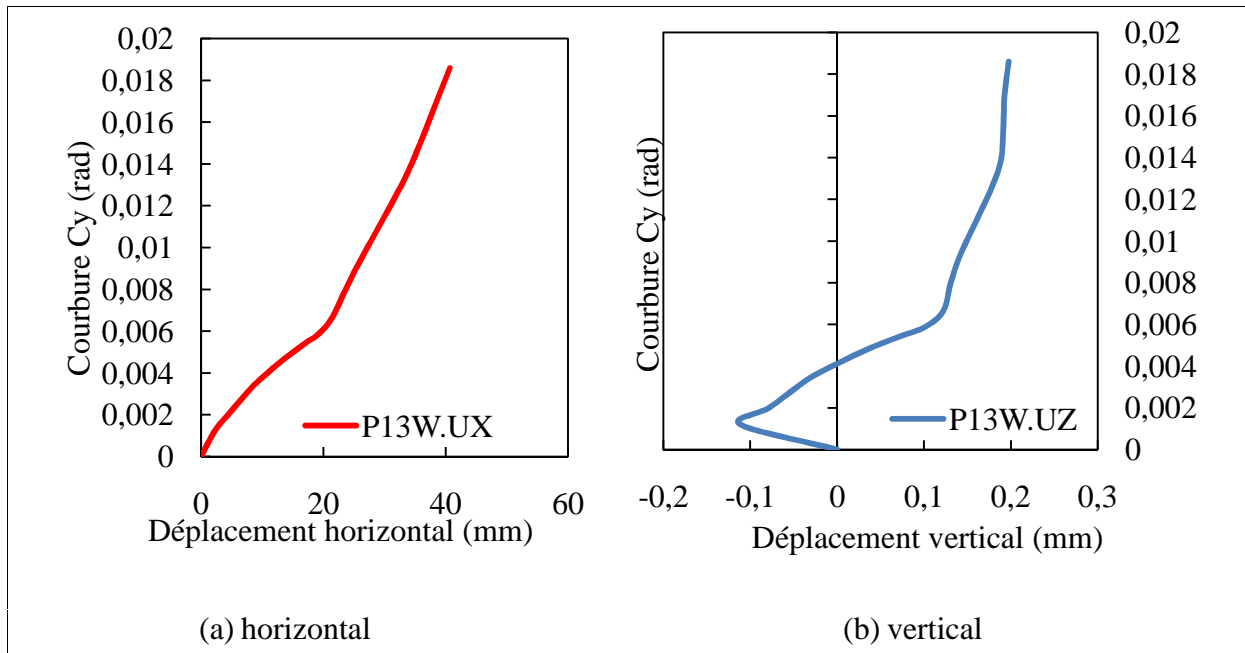 0,02
0,018
0,016
0,014
0,012
0,01
0,008
0,006
0,004
0,002
0
Courbure Cy (rad)
P13W.UX
0 20 40 60
Déplacement horizontal (mm)
(a) horizontal
Courbure Cy (rad)
0,02
0,018
0,016
0,014
0,012
0,01
0,008
0,006
0,004
0,002
0
P13W.UZ
-0,2 -0,1 0 0,1 0,2 0,3
Déplacement vertical (mm)
(b) vertical